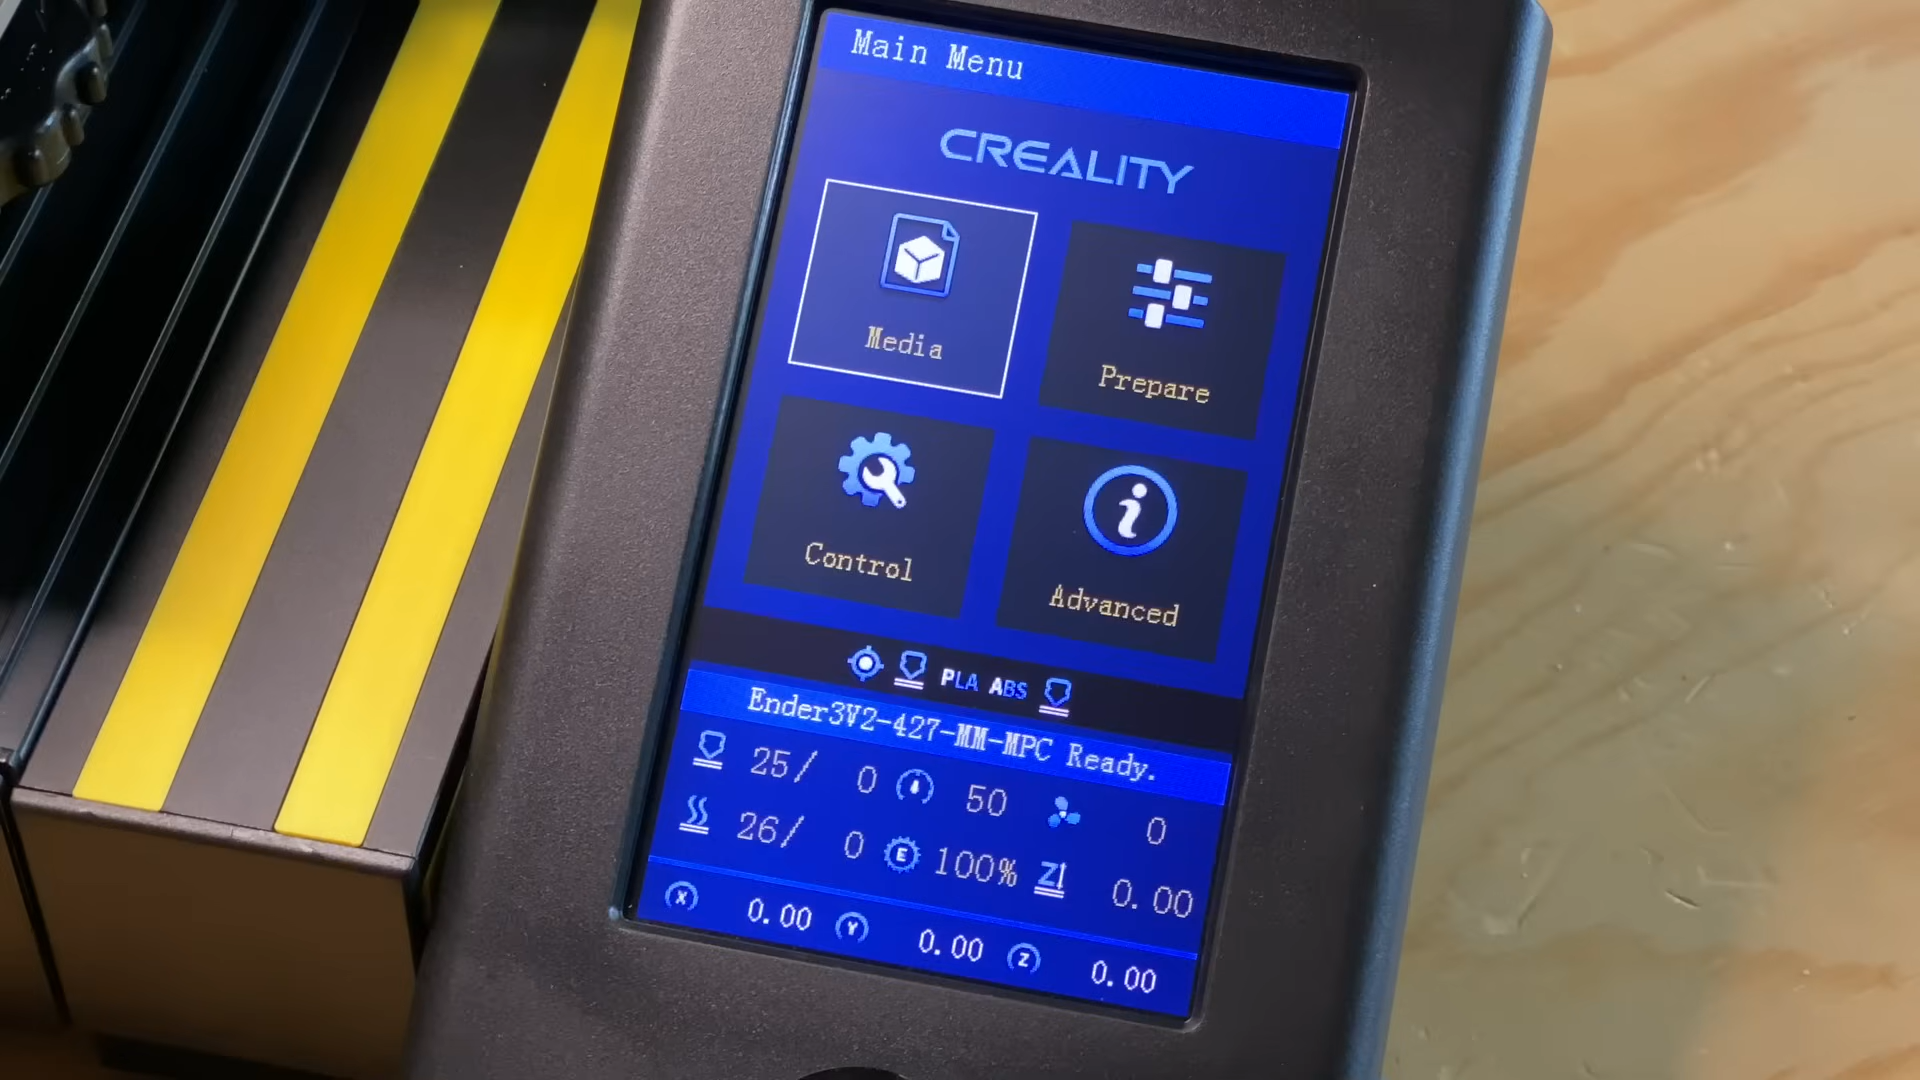 Main Menu
CREALITY
Media
Prepare
Control
Advanced
PLA ABS
Ender3V2-427-MM-MPC Ready.
25/ 0 50 0
26/ 0 E 100% Z 0.00
X 0.00 Y 0.00 Z 0.00